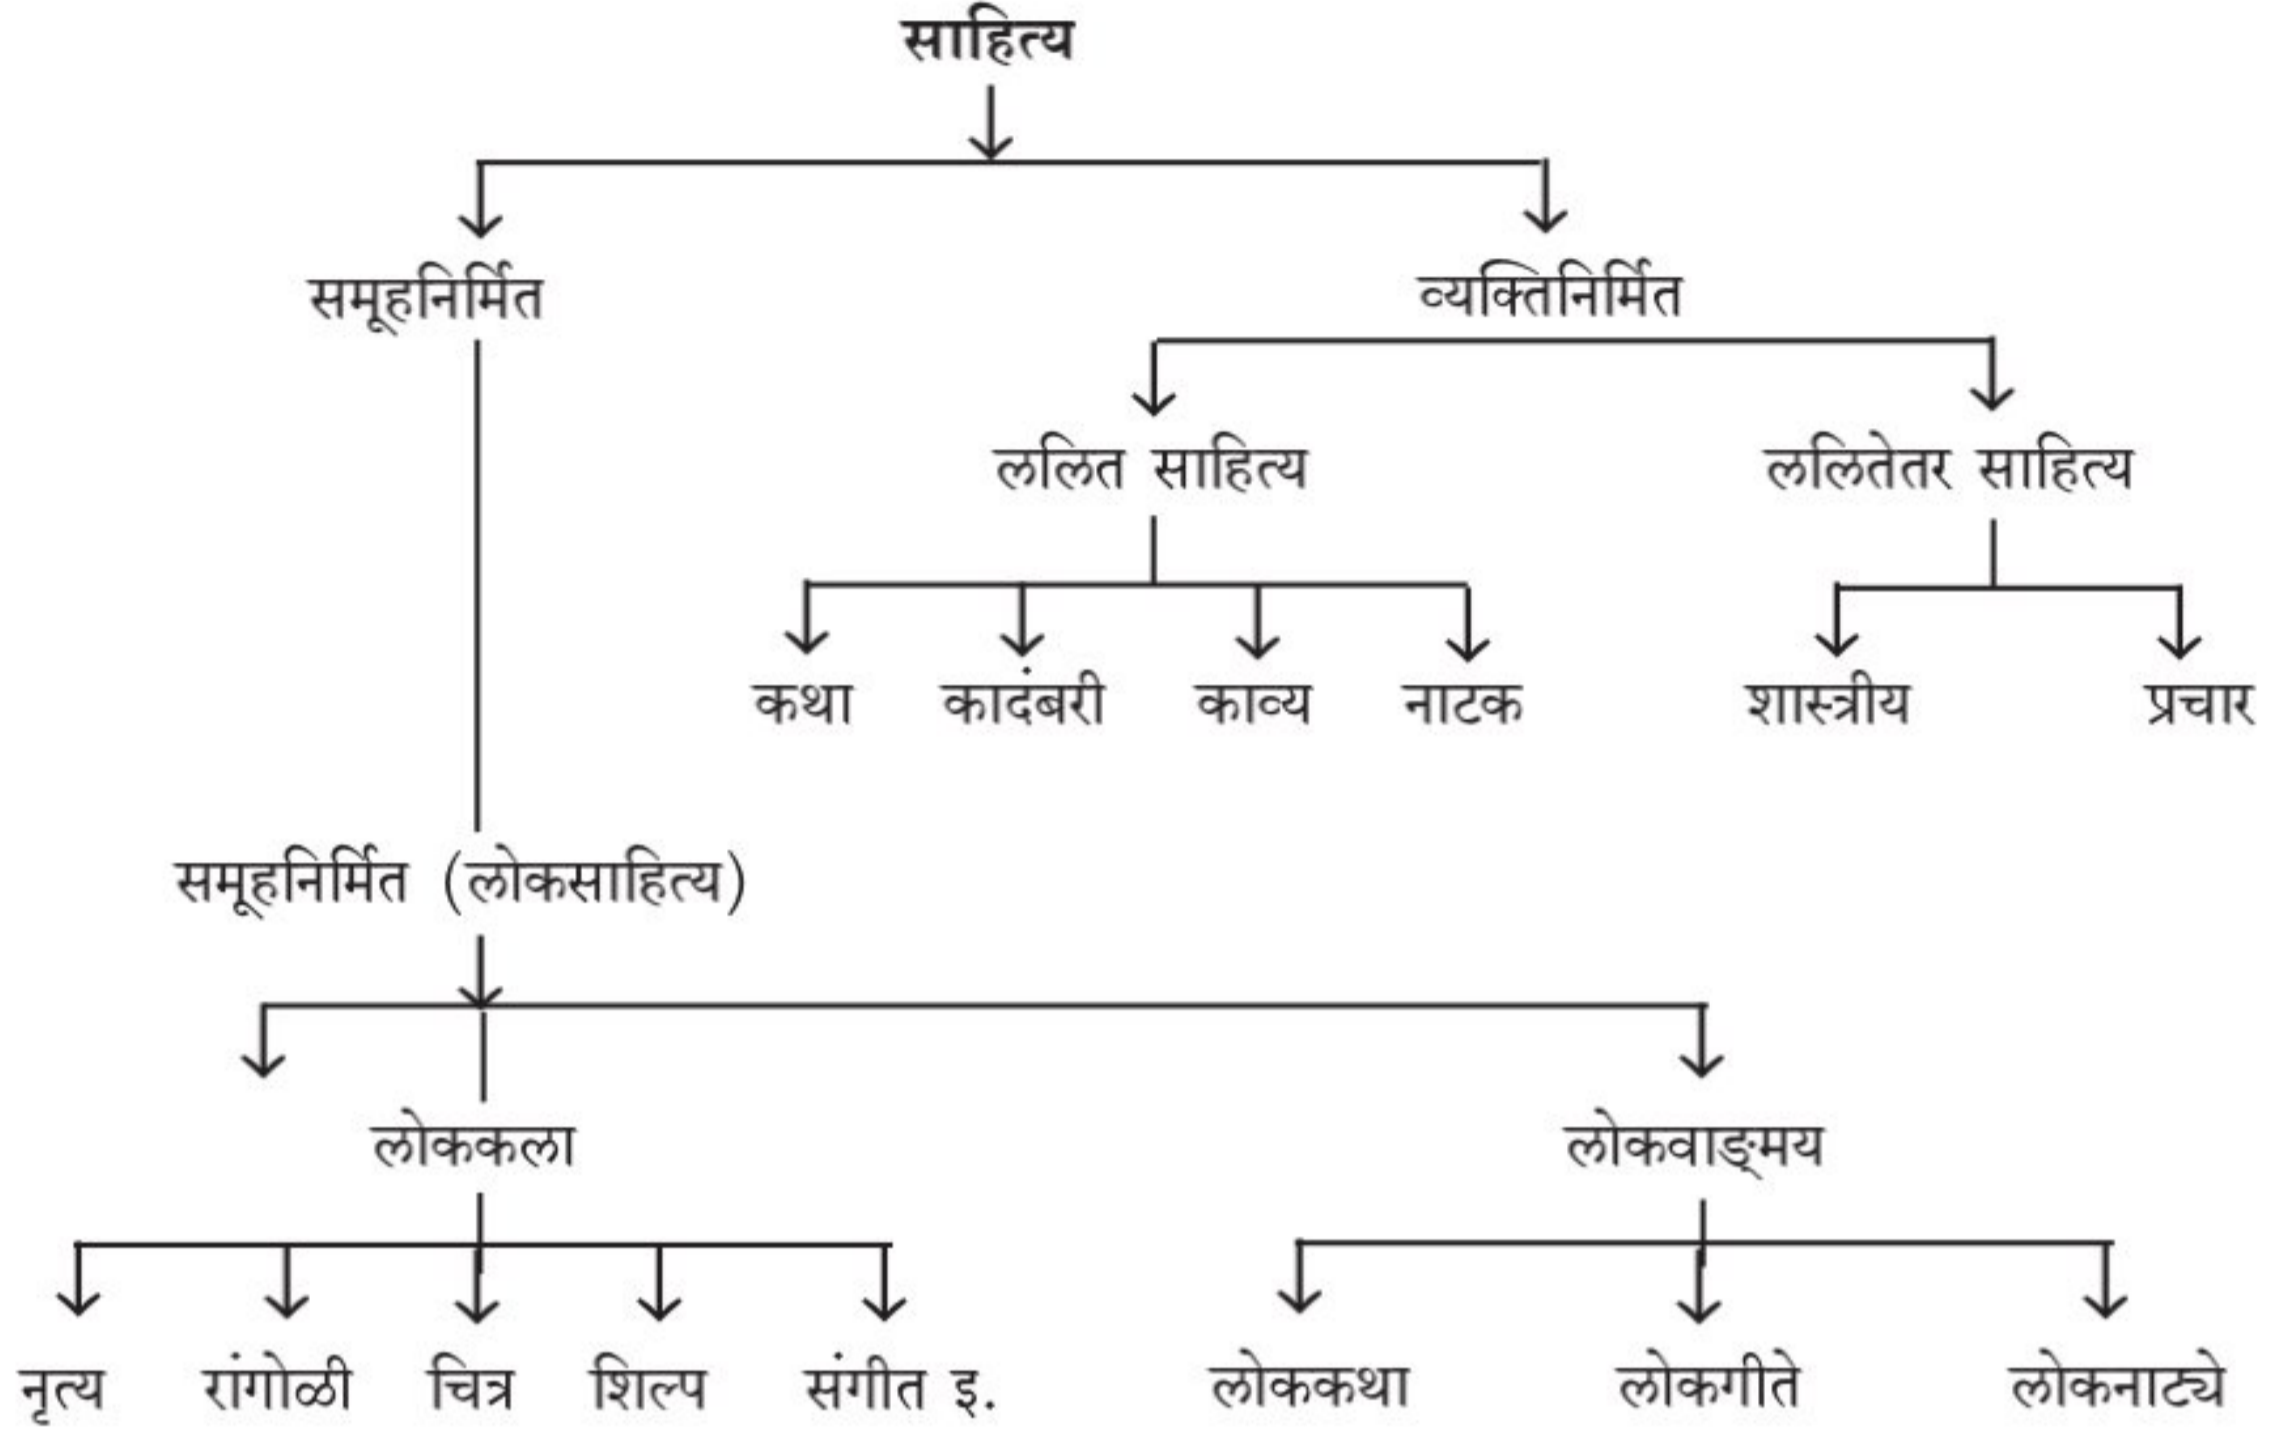 साहित्य
समूहनिर्मित व्यक्तिनिर्मित
ललित साहित्य ललितेतर साहित्य
कथा कादंबरी काव्य नाटक शास्त्रीय प्रचार
समूहनिर्मित (लोकसाहित्य)
लोककला लोकवाङ्‌मय
नृत्य रांगोळी चित्र शिल्प संगीत इ. लोककथा लोकगीते लोकनाट्ये